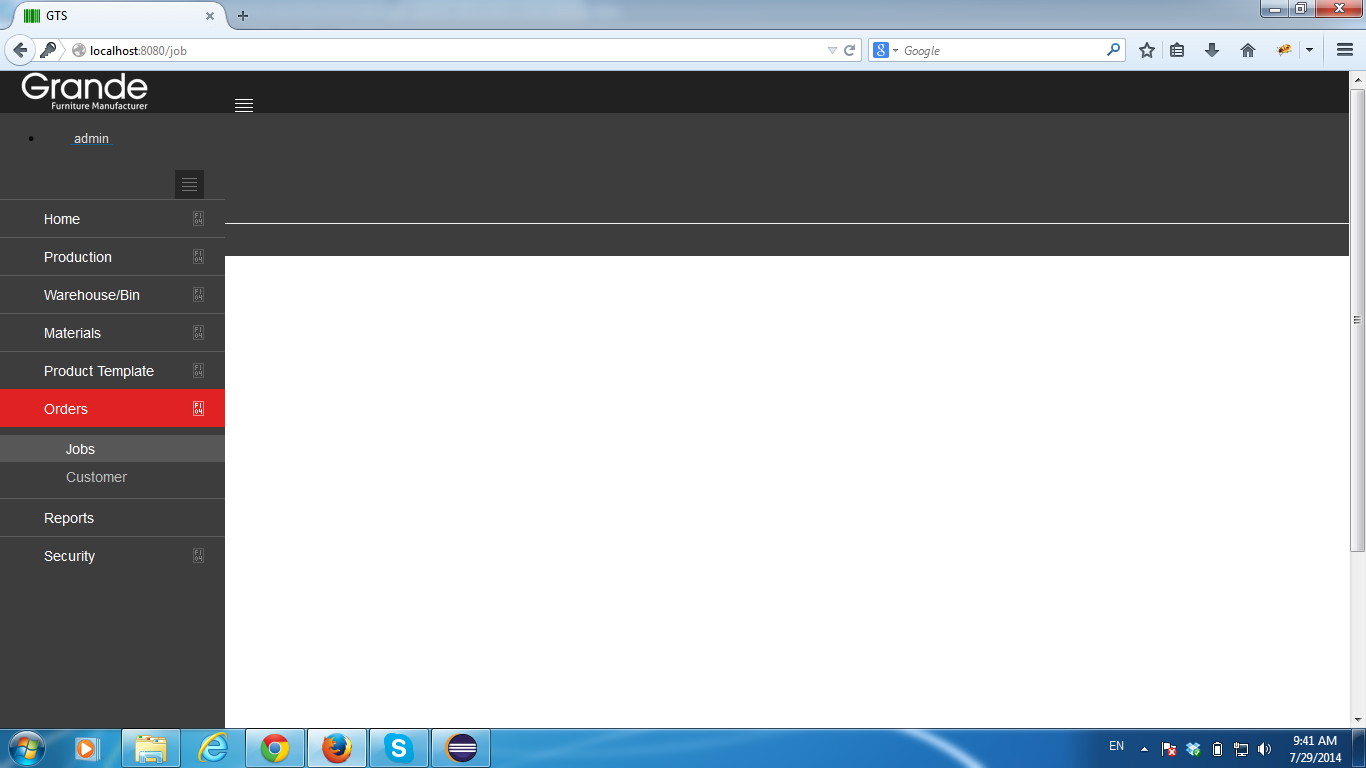 GTS
localhost:8080/job
Google
Grande
Furniture Manufacturer
admin
Home
Production
Warehouse/Bin
Materials
Product Template
Orders
Jobs
Customer
Reports
Security
EN
9:41 AM
7/29/2014